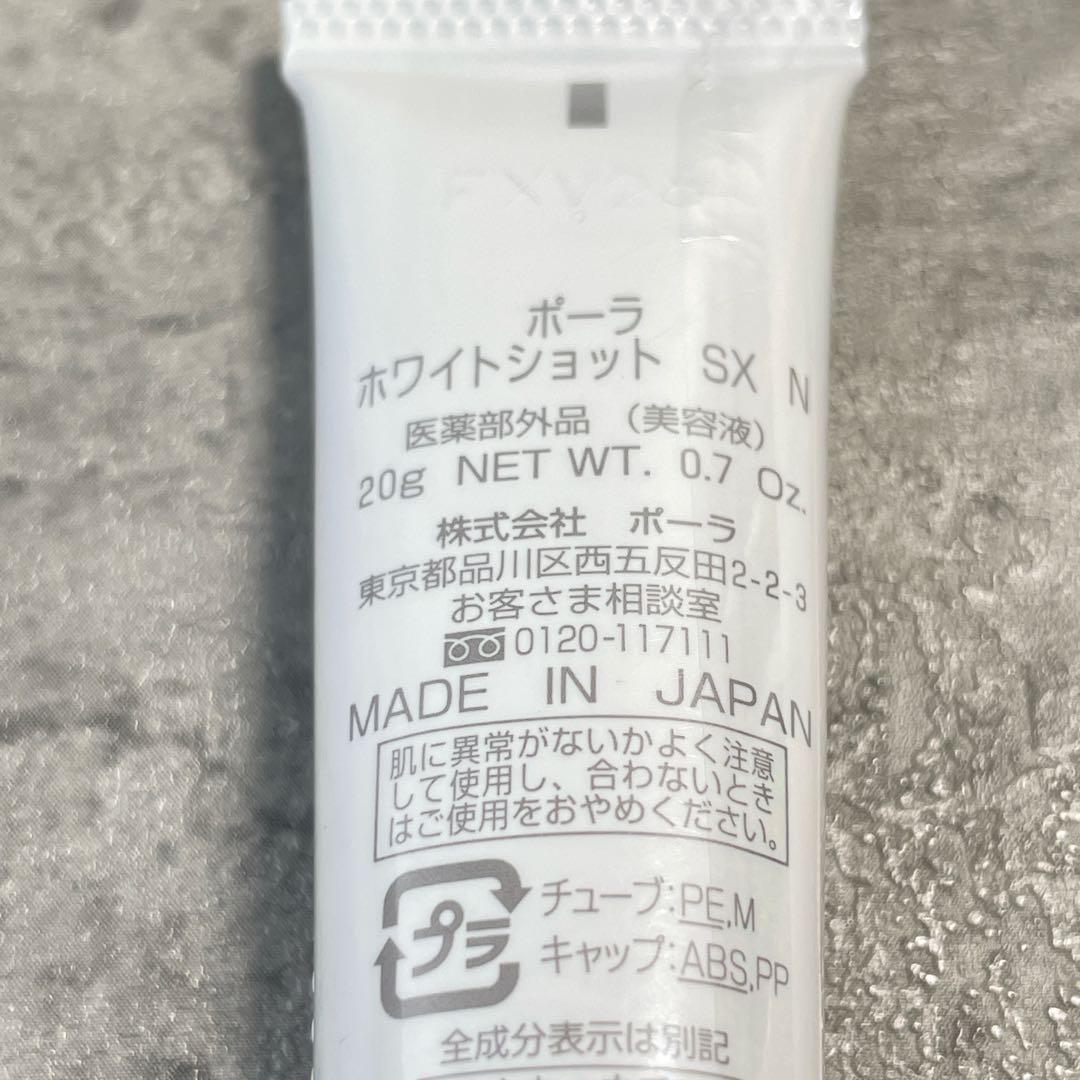 ポーラ
ホワイトショット SX N
医薬部外品 （美容液）
20g NET WT. 0.7 Oz.
株式会社 ポーラ
東京都品川区西五反田2-2-3
お客さま相談室
0120-117111
MADE IN JAPAN
肌に異常がないかよく注意
して使用し、合わないとき
はご使用をおやめください。
プラ
チューブ:PE,M
キャップ:ABS,PP
全成分表示は別記